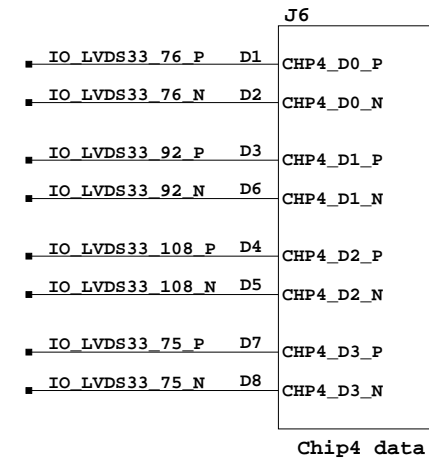 J6
IO_LVDS33_76_P D1 CHP4_D0_P
IO_LVDS33_76_N D2 CHP4_D0_N
IO_LVDS33_92_P D3 CHP4_D1_P
IO_LVDS33_92_N D6 CHP4_D1_N
IO_LVDS33_108_P D4 CHP4_D2_P
IO_LVDS33_108_N D5 CHP4_D2_N
IO_LVDS33_75_P D7 CHP4_D3_P
IO_LVDS33_75_N D8 CHP4_D3_N
Chip4 data